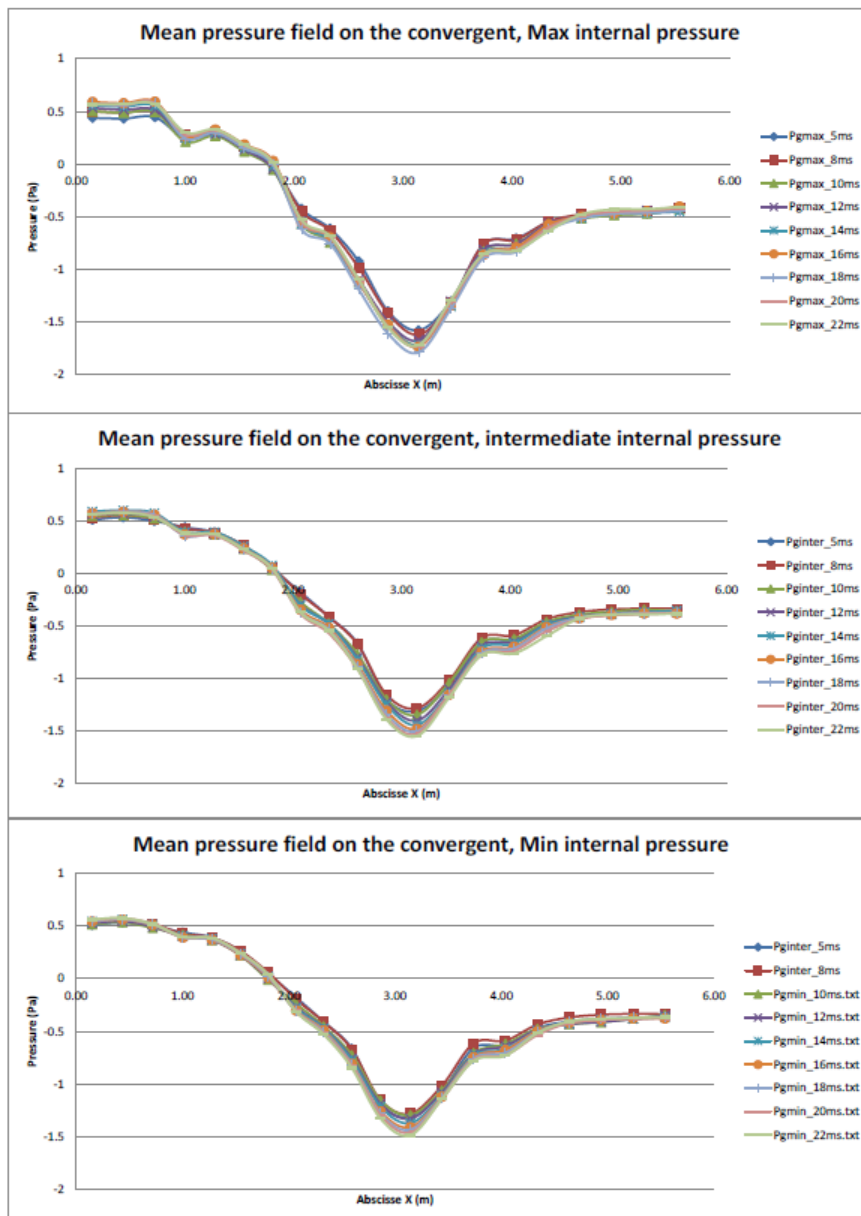 Mean pressure field on the convergent, Max internal pressure
1
0.5
0
-0.5
-1
-1.5
-2
0.00 1.00 2.00 3.00 4.00 5.00 6.00
Pressure (Pa)
Abscisse X (m)
Pgmax_5ms
Pgmax_8ms
Pgmax_10ms
Pgmax_12ms
Pgmax_14ms
Pgmax_16ms
Pgmax_18ms
Pgmax_20ms
Pgmax_22ms
Mean pressure field on the convergent, intermediate internal pressure
1
0.5
0
-0.5
-1
-1.5
-2
0.00 1.00 2.00 3.00 4.00 5.00 6.00
Pressure (Pa)
Abscisse X (m)
Pginter_5ms
Pginter_8ms
Pginter_10ms
Pginter_12ms
Pginter_14ms
Pginter_16ms
Pginter_18ms
Pginter_20ms
Pginter_22ms
Mean pressure field on the convergent, Min internal pressure
1
0.5
0
-0.5
-1
-1.5
-2
0.00 1.00 2.00 3.00 4.00 5.00 6.00
Pressure (Pa)
Abscisse X (m)
Pginter_5ms
Pginter_8ms
Pgmin_10ms.txt
Pgmin_12ms.txt
Pgmin_14ms.txt
Pgmin_16ms.txt
Pgmin_18ms.txt
Pgmin_20ms.txt
Pgmin_22ms.txt